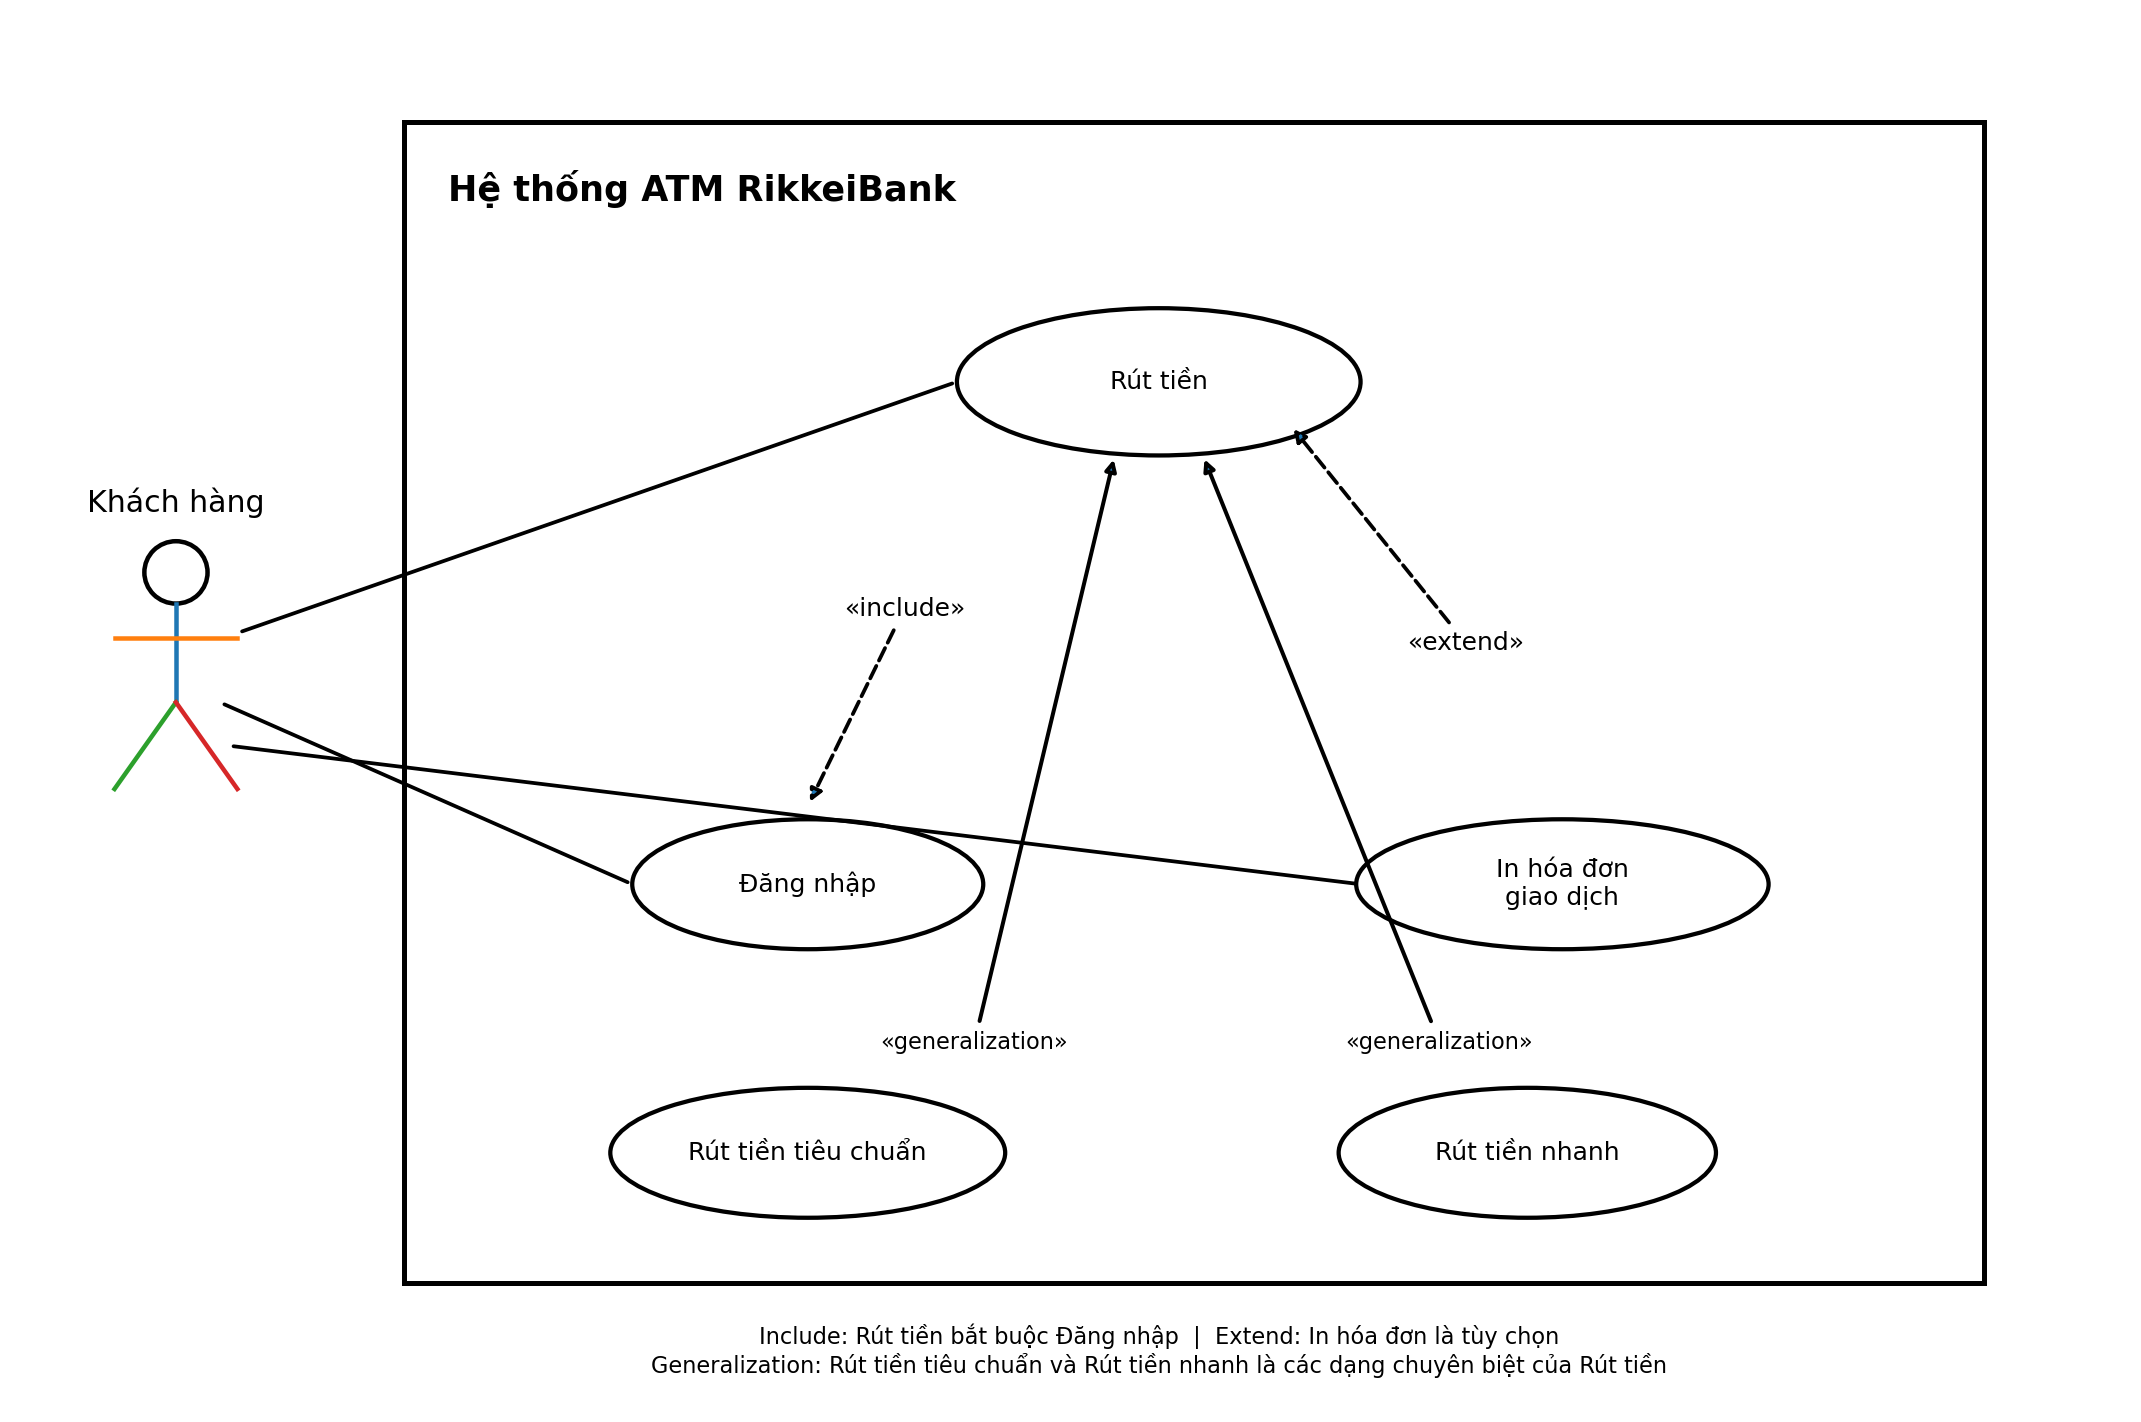 Hệ thống ATM RikkeiBank
Rút tiền
Khách hàng
«include»
«extend»
Đăng nhập
In hóa đơn
giao dịch
«generalization»
«generalization»
Rút tiền tiêu chuẩn
Rút tiền nhanh
Include: Rút tiền bắt buộc Đăng nhập | Extend: In hóa đơn là tùy chọn
Generalization: Rút tiền tiêu chuẩn và Rút tiền nhanh là các dạng chuyên biệt của Rút tiền